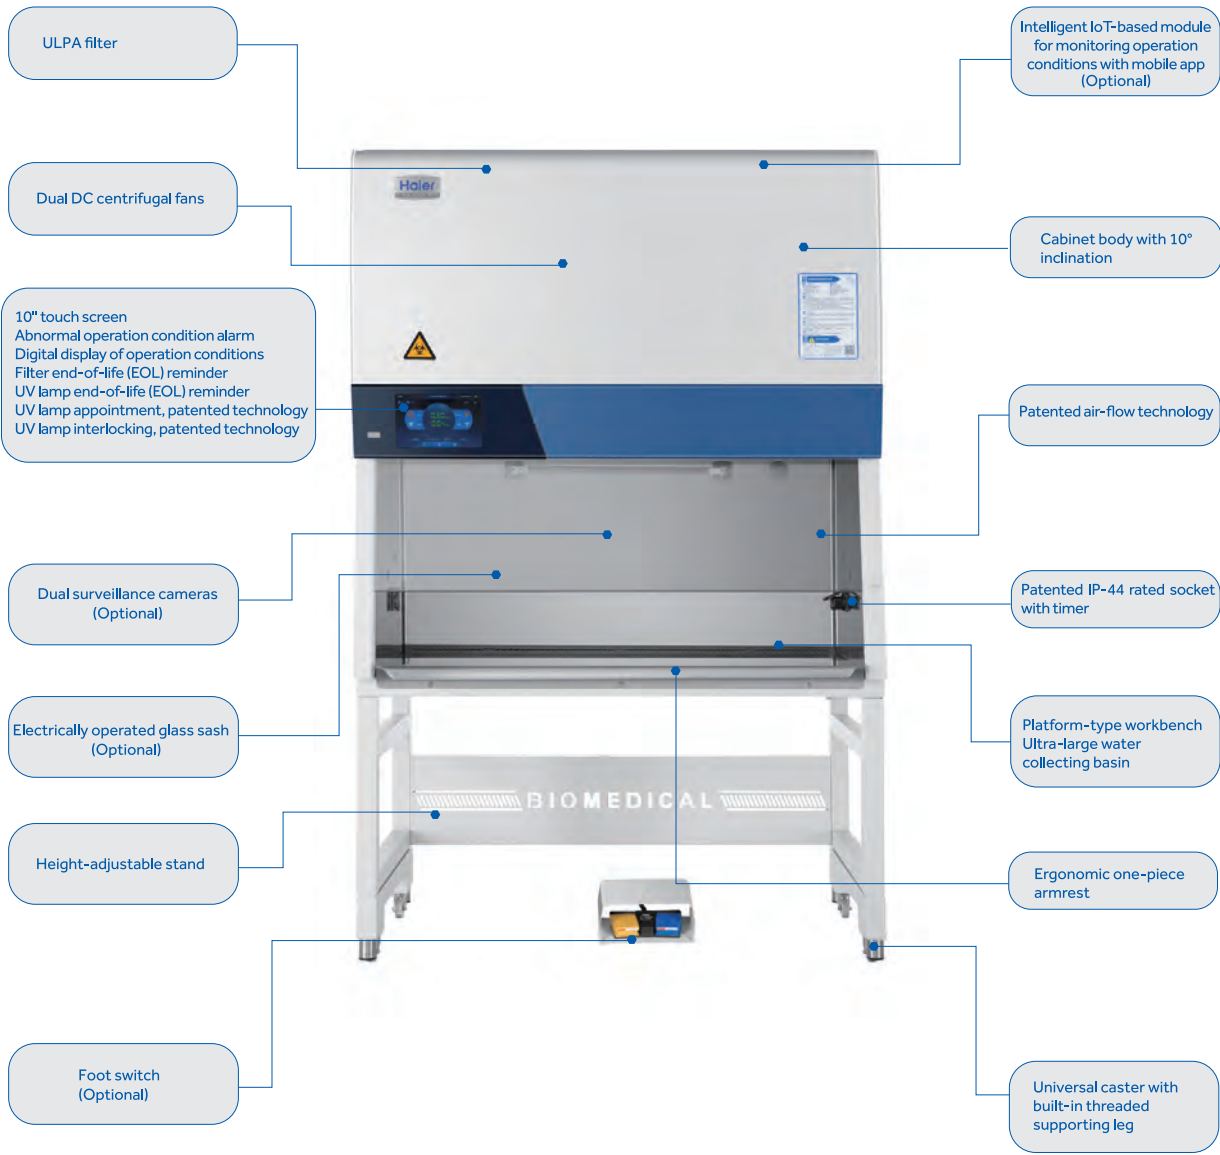 ULPA filter
Intelligent IoT-based module
for monitoring operation
conditions with mobile app
(Optional)
Haier
Dual DC centrifugal fans
Cabinet body with 10°
inclination
10" touch screen
Abnormal operation condition alarm
Digital display of operation conditions
Filter end-of-life (EOL) reminder
UV lamp end-of-life (EOL) reminder
UV lamp appointment, patented technology
UV lamp interlocking, patented technology
Patented air-flow technology
Dual surveillance cameras
(Optional)
Patented IP-44 rated socket
with timer
Electrically operated glass sash
(Optional)
Platform-type workbench
Ultra-large water
collecting basin
BIOMEDICAL
Height-adjustable stand
Ergonomic one-piece
armrest
Foot switch
(Optional)
Universal caster with
built-in threaded
supporting leg